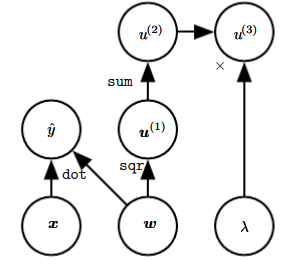 u(2) u(3)
×
sum
ŷ u(1)
sqr
dot
x w λ